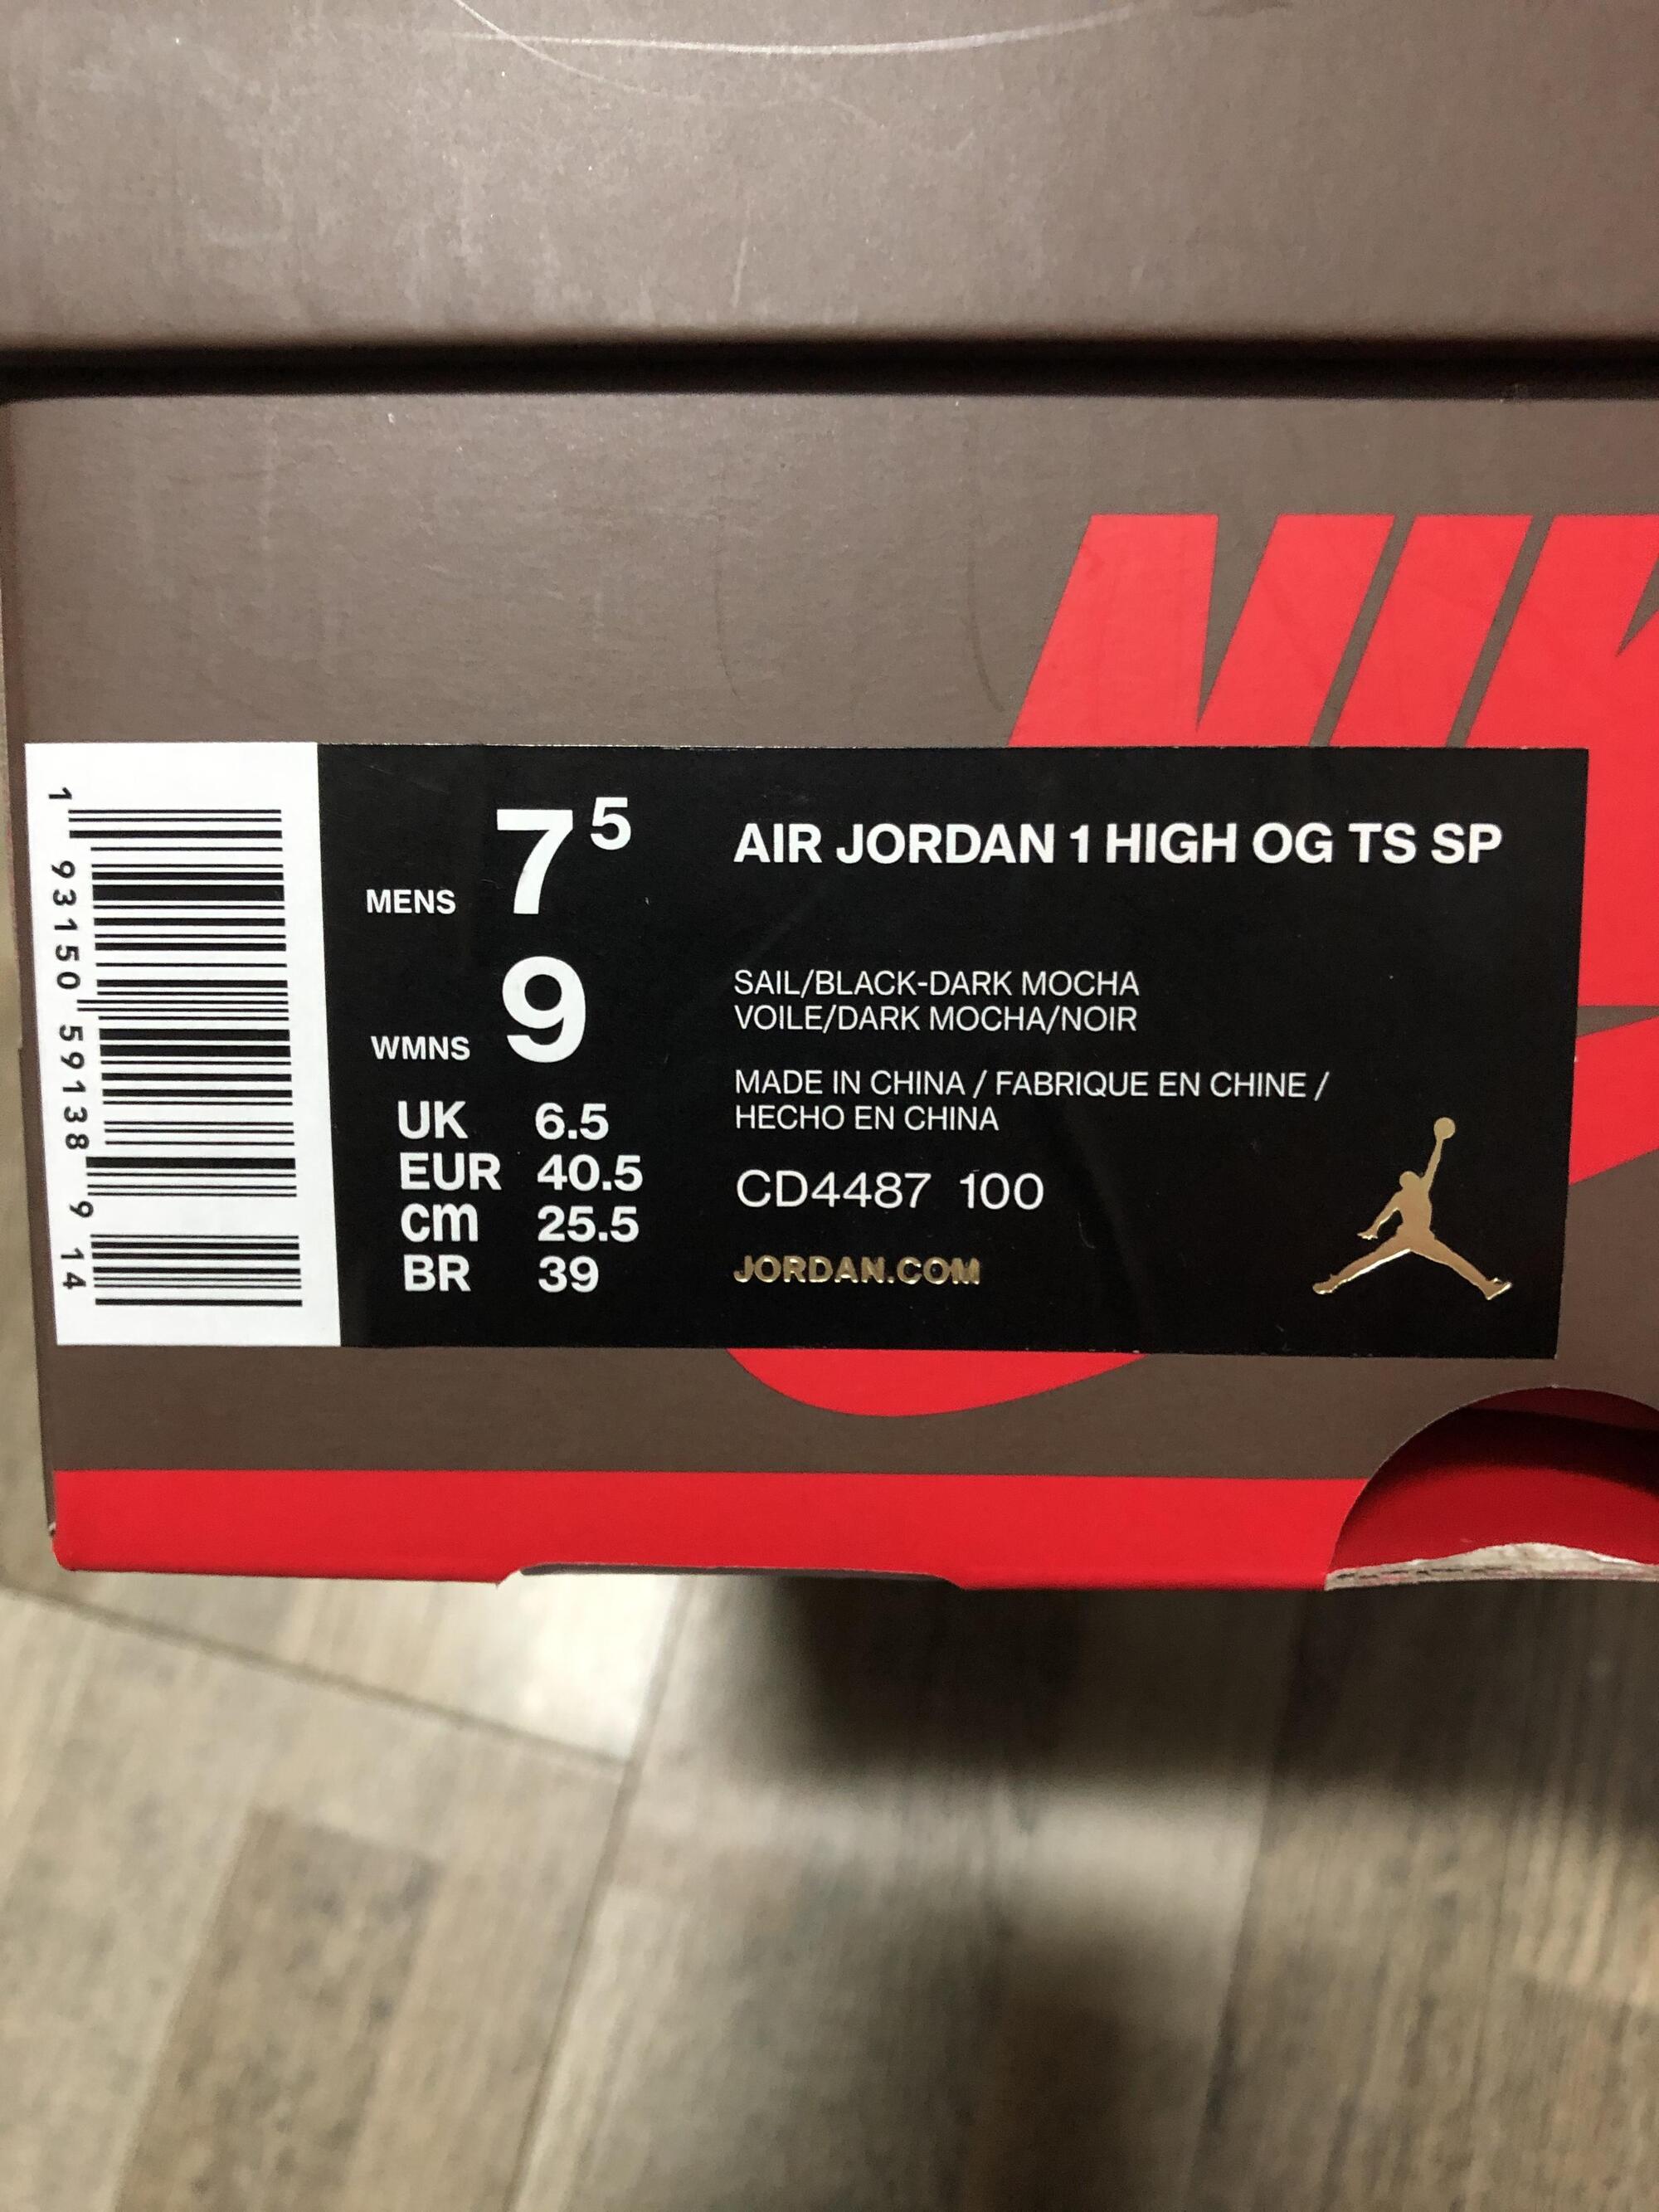 NIK
1 93150 59138 9 14
MENS 7 5
WMNS 9
UK 6.5
EUR 40.5
cm 25.5
BR 39
AIR JORDAN 1 HIGH OG TS SP
SAIL/BLACK-DARK MOCHA
VOILE/DARK MOCHA/NOIR
MADE IN CHINA / FABRIQUE EN CHINE /
HECHO EN CHINA
CD4487 100
JORDAN.COM